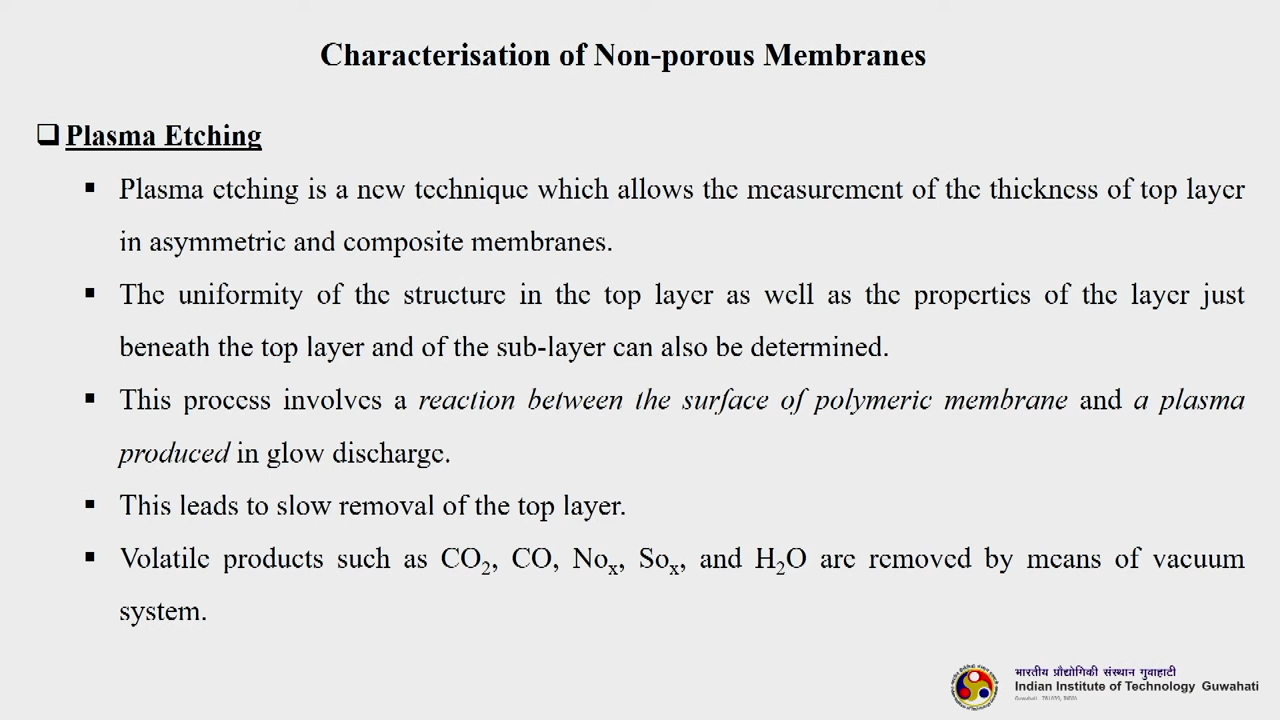 Characterisation of Non-porous Membranes
❑ Plasma Etching
▪ Plasma etching is a new technique which allows the measurement of the thickness of top layer
in asymmetric and composite membranes.
▪ The uniformity of the structure in the top layer as well as the properties of the layer just
beneath the top layer and of the sub-layer can also be determined.
▪ This process involves a reaction between the surface of polymeric membrane and a plasma
produced in glow discharge.
▪ This leads to slow removal of the top layer.
▪ Volatile products such as CO₂, CO, Noₓ, Soₓ, and H₂O are removed by means of vacuum
system.
भारतीय प्रौद्योगिकी संस्थान गुवाहाटी
Indian Institute of Technology Guwahati
Guwahati - 781039, INDIA